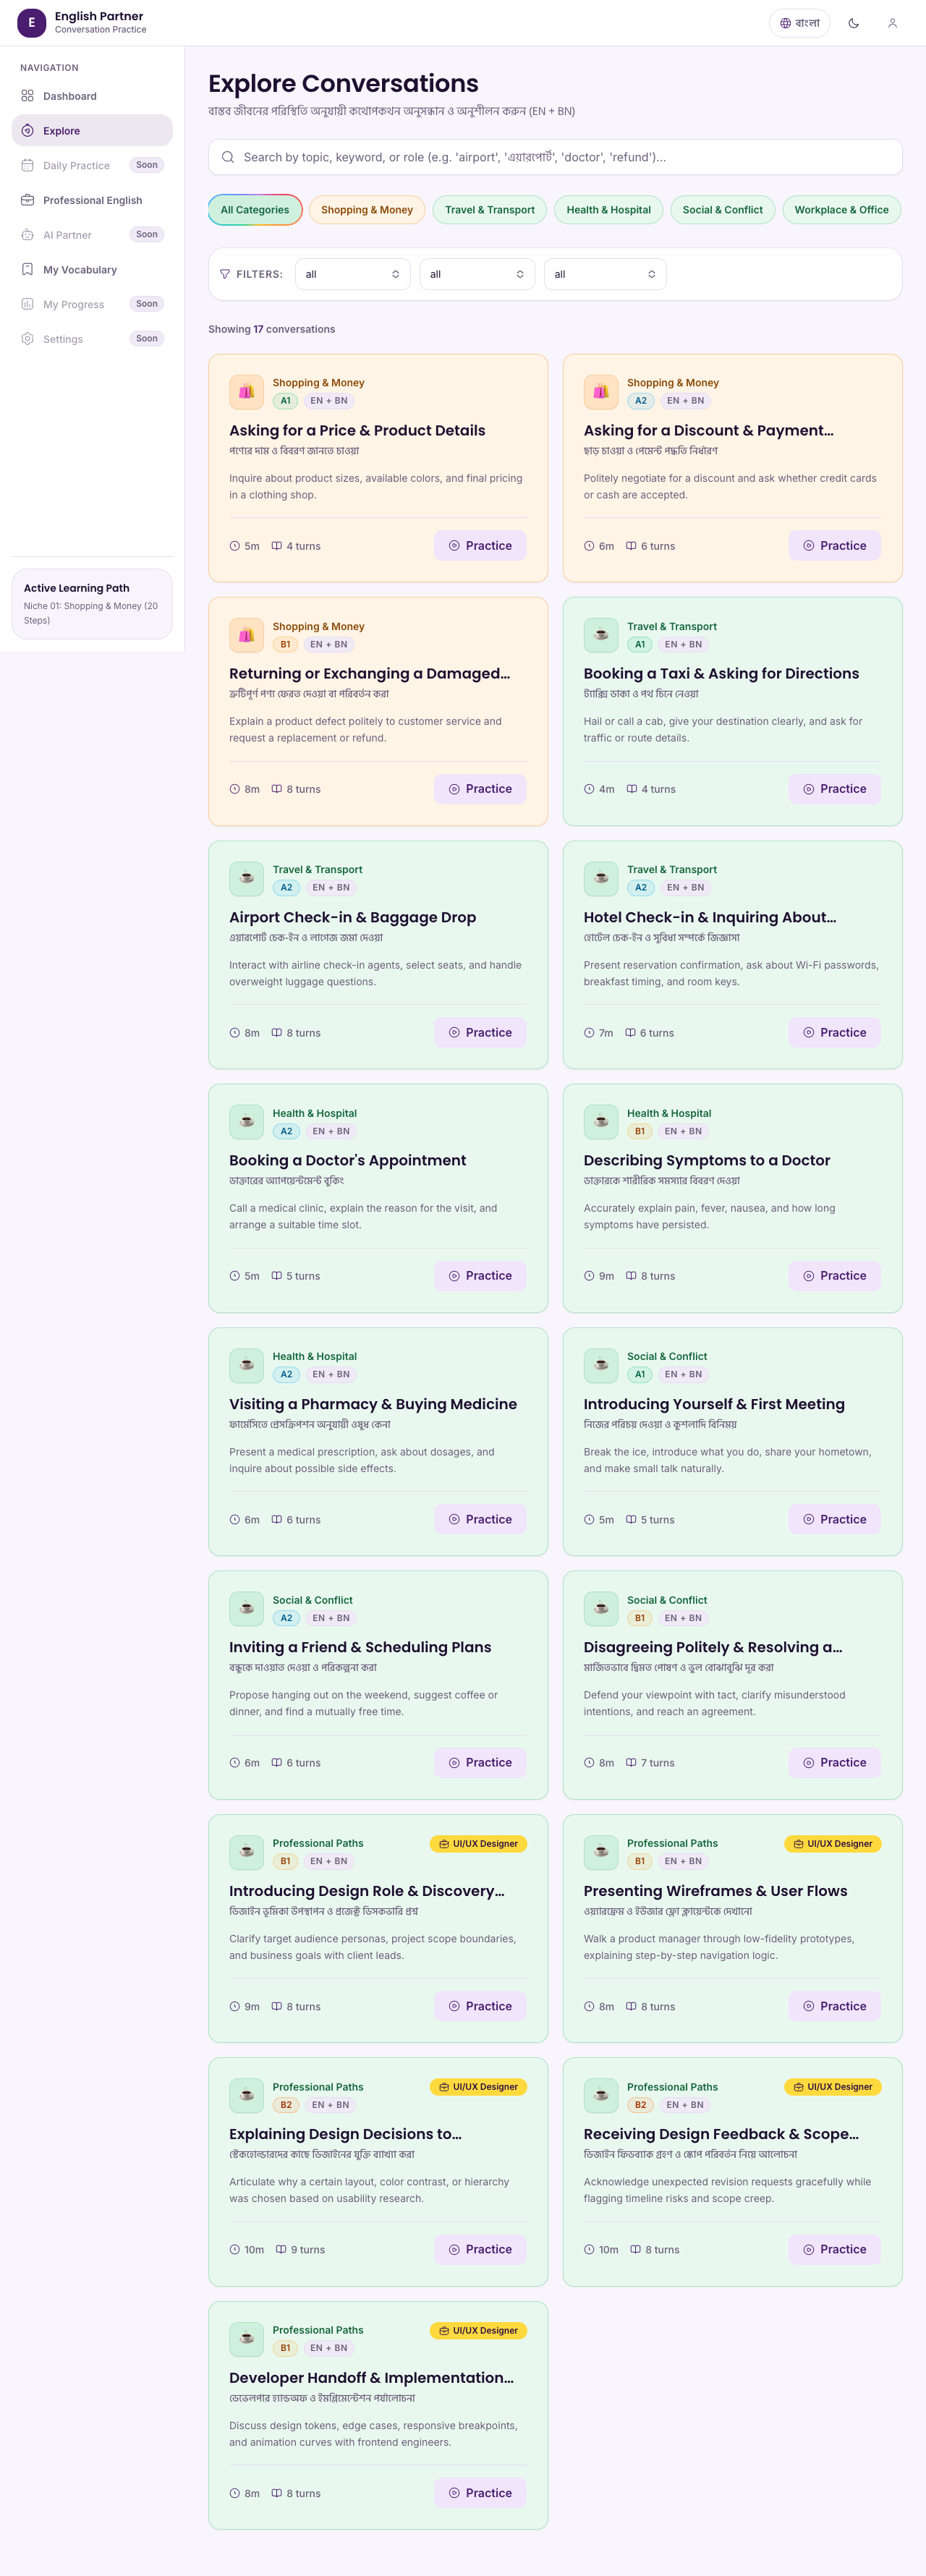 E
English Partner
Conversation Practice
বাংলা
NAVIGATION
Dashboard
Explore
Daily Practice Soon
Professional English
AI Partner Soon
My Vocabulary
My Progress Soon
Settings Soon
Active Learning Path
Niche 01: Shopping & Money (20
Steps)
Explore Conversations
বাস্তব জীবনের পরিস্থিতি অনুযায়ী কথোপকথন অনুসন্ধান ও অনুশীলন করুন (EN + BN)
Search by topic, keyword, or role (e.g. 'airport', 'এয়ারপোর্ট', 'doctor', 'refund')...
All Categories Shopping & Money Travel & Transport Health & Hospital Social & Conflict Workplace & Office
FILTERS: all all all
Showing 17 conversations
Shopping & Money
A1 EN + BN
Asking for a Price & Product Details
পণ্যের দাম ও বিবরণ জানতে চাওয়া
Inquire about product sizes, available colors, and final pricing
in a clothing shop.
5m 4 turns Practice
Shopping & Money
A2 EN + BN
Asking for a Discount & Payment...
ছাড় চাওয়া ও পেমেন্ট পদ্ধতি নির্ধারণ
Politely negotiate for a discount and ask whether credit cards
or cash are accepted.
6m 6 turns Practice
Shopping & Money
B1 EN + BN
Returning or Exchanging a Damaged...
ত্রুটিপূর্ণ পণ্য ফেরত দেওয়া বা পরিবর্তন করা
Explain a product defect politely to customer service and
request a replacement or refund.
8m 8 turns Practice
Travel & Transport
A1 EN + BN
Booking a Taxi & Asking for Directions
ট্যাক্সি ডাকা ও পথ চিনে নেওয়া
Hail or call a cab, give your destination clearly, and ask for
traffic or route details.
4m 4 turns Practice
Travel & Transport
A2 EN + BN
Airport Check-in & Baggage Drop
এয়ারপোর্ট চেক-ইন ও লাগেজ জমা দেওয়া
Interact with airline check-in agents, select seats, and handle
overweight luggage questions.
8m 8 turns Practice
Travel & Transport
A2 EN + BN
Hotel Check-in & Inquiring About...
হোটেল চেক-ইন ও সুবিধা সম্পর্কে জিজ্ঞাসা
Present reservation confirmation, ask about Wi-Fi passwords,
breakfast timing, and room keys.
7m 6 turns Practice
Health & Hospital
A2 EN + BN
Booking a Doctor's Appointment
ডাক্তারের অ্যাপয়েন্টমেন্ট বুকিং
Call a medical clinic, explain the reason for the visit, and
arrange a suitable time slot.
5m 5 turns Practice
Health & Hospital
B1 EN + BN
Describing Symptoms to a Doctor
ডাক্তারকে শারীরিক সমস্যার বিবরণ দেওয়া
Accurately explain pain, fever, nausea, and how long
symptoms have persisted.
9m 8 turns Practice
Health & Hospital
A2 EN + BN
Visiting a Pharmacy & Buying Medicine
ফার্মেসিতে প্রেসক্রিপশন অনুযায়ী ওষুধ কেনা
Present a medical prescription, ask about dosages, and
inquire about possible side effects.
6m 6 turns Practice
Social & Conflict
A1 EN + BN
Introducing Yourself & First Meeting
নিজের পরিচয় দেওয়া ও কুশলাদি বিনিময়
Break the ice, introduce what you do, share your hometown,
and make small talk naturally.
5m 5 turns Practice
Social & Conflict
A2 EN + BN
Inviting a Friend & Scheduling Plans
বন্ধুকে দাওয়াত দেওয়া ও পরিকল্পনা করা
Propose hanging out on the weekend, suggest coffee or
dinner, and find a mutually free time.
6m 6 turns Practice
Social & Conflict
B1 EN + BN
Disagreeing Politely & Resolving a...
মার্জিতভাবে দ্বিমত পোষণ ও ভুল বোঝাবুঝি দূর করা
Defend your viewpoint with tact, clarify misunderstood
intentions, and reach an agreement.
8m 7 turns Practice
Professional Paths UI/UX Designer
B1 EN + BN
Introducing Design Role & Discovery...
ডিজাইন ভূমিকা উপস্থাপন ও প্রজেক্ট ডিসকভারি প্রশ্ন
Clarify target audience personas, project scope boundaries,
and business goals with client leads.
9m 8 turns Practice
Professional Paths UI/UX Designer
B1 EN + BN
Presenting Wireframes & User Flows
ওয়্যারফ্রেম ও ইউজার ফ্লো ক্লায়েন্টকে দেখানো
Walk a product manager through low-fidelity prototypes,
explaining step-by-step navigation logic.
8m 8 turns Practice
Professional Paths UI/UX Designer
B2 EN + BN
Explaining Design Decisions to...
স্টেকহোল্ডারদের কাছে ডিজাইনের যুক্তি ব্যাখ্যা করা
Articulate why a certain layout, color contrast, or hierarchy
was chosen based on usability research.
10m 9 turns Practice
Professional Paths UI/UX Designer
B2 EN + BN
Receiving Design Feedback & Scope...
ডিজাইন ফিডব্যাক গ্রহণ ও স্কোপ পরিবর্তন নিয়ে আলোচনা
Acknowledge unexpected revision requests gracefully while
flagging timeline risks and scope creep.
10m 8 turns Practice
Professional Paths UI/UX Designer
B1 EN + BN
Developer Handoff & Implementation...
ডেভেলপার হ্যান্ডঅফ ও ইমপ্লিমেন্টেশন পর্যালোচনা
Discuss design tokens, edge cases, responsive breakpoints,
and animation curves with frontend engineers.
8m 8 turns Practice